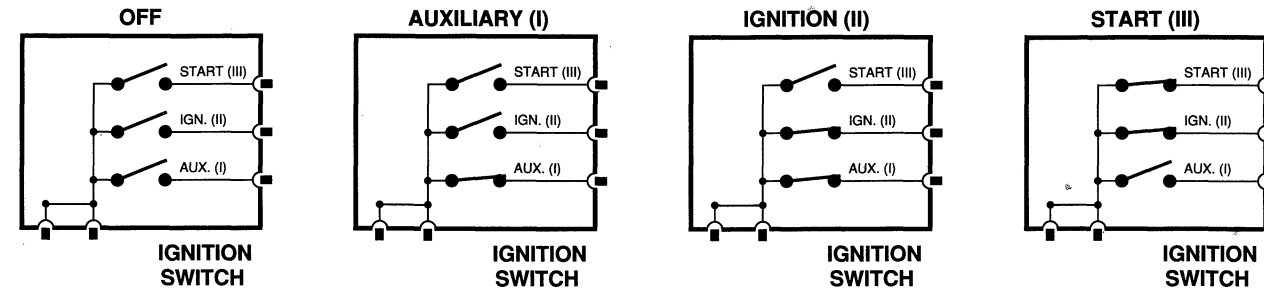 OFF
START (III)
IGN. (II)
AUX. (I)
IGNITION
SWITCH
AUXILIARY (I)
START (III)
IGN. (II)
AUX. (I)
IGNITION
SWITCH
IGNITION (II)
START (III)
IGN. (II)
AUX. (I)
IGNITION
SWITCH
START (III)
START (III)
IGN. (II)
AUX. (I)
IGNITION
SWITCH